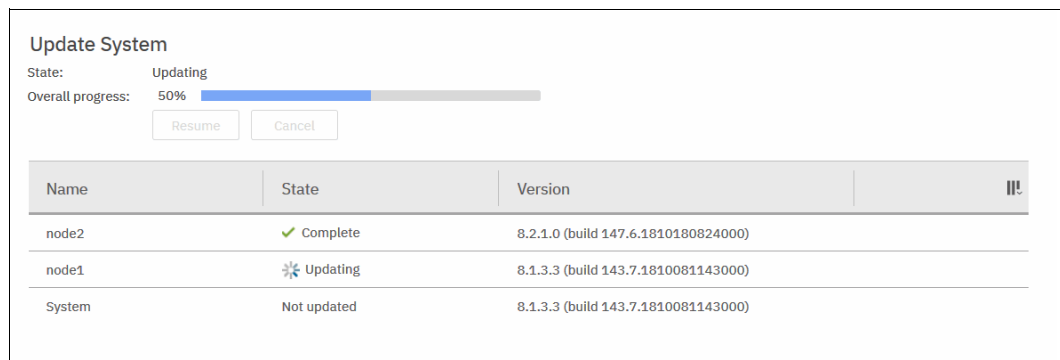 Update System
State: Updating
Overall progress: 50%
Resume Cancel
Name State Version
node2 Complete 8.2.1.0 (build 147.6.1810180824000)
node1 Updating 8.1.3.3 (build 143.7.1810081143000)
System Not updated 8.1.3.3 (build 143.7.1810081143000)